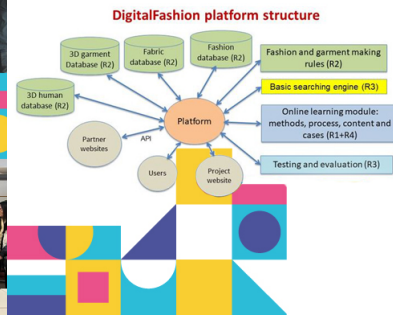 DigitalFashion platform structure
3D garment
Database (R2)
Fabric
database (R2)
Fashion
database (R2)
Fashion and garment making
rules (R2)
3D human
database (R2)
Basic searching engine (R3)
Platform
Online learning module:
methods, process, content and
cases (R1+R4)
Partner
websites
API
Testing and evaluation (R3)
Users
Project
website